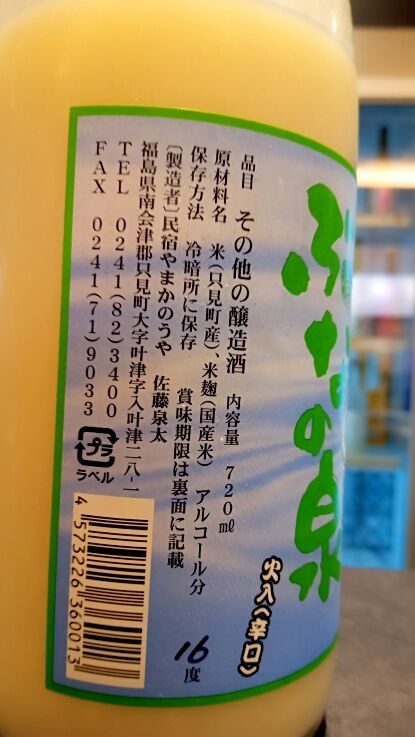 ぶなの泉
火入〈辛口〉
品目 その他の醸造酒 内容量 720㎖
原材料名 米(只見町産)、米麹(国産米) アルコール分
16度
保存方法 冷暗所に保存 賞味期限は裏面に記載
〔製造者〕民宿やまかのうや 佐藤泉太
福島県南会津郡只見町大字叶津字入叶津二八-一
TEL 0241(82)3400
FAX 0241(71)9033
プラ
ラベル
4 573226 360013